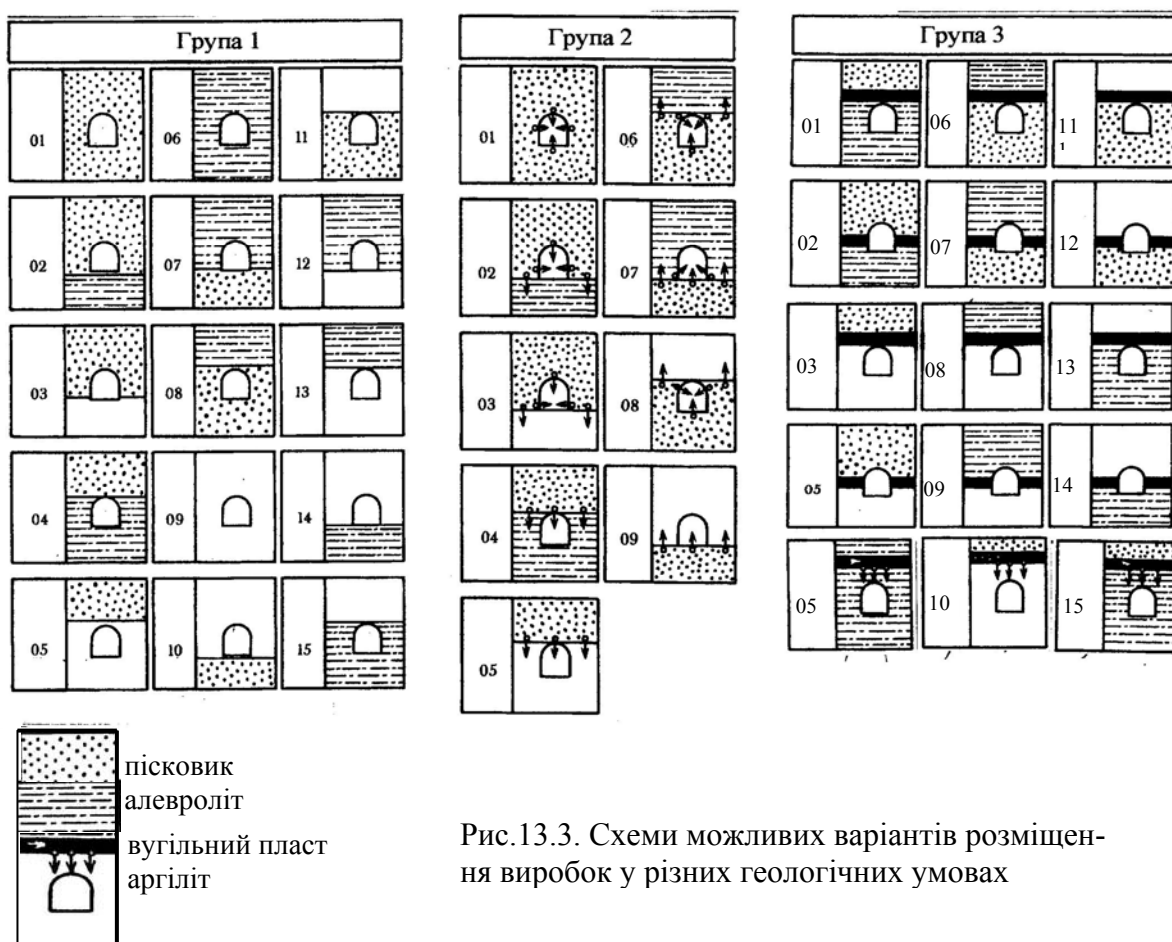 Група 1
Група 2
Група 3
01 06 11
02 07 12
03 08 13
04 09 14
05 10 15
01 06
02 07
03 08
04 09
05
01 06 11
02 07 12
03 08 13
05 09 14
05 10 15
пісковик
алевроліт
вугільний пласт
аргіліт
Рис.13.3. Схеми можливих варіантів розміщен-
ня виробок у різних геологічних умовах